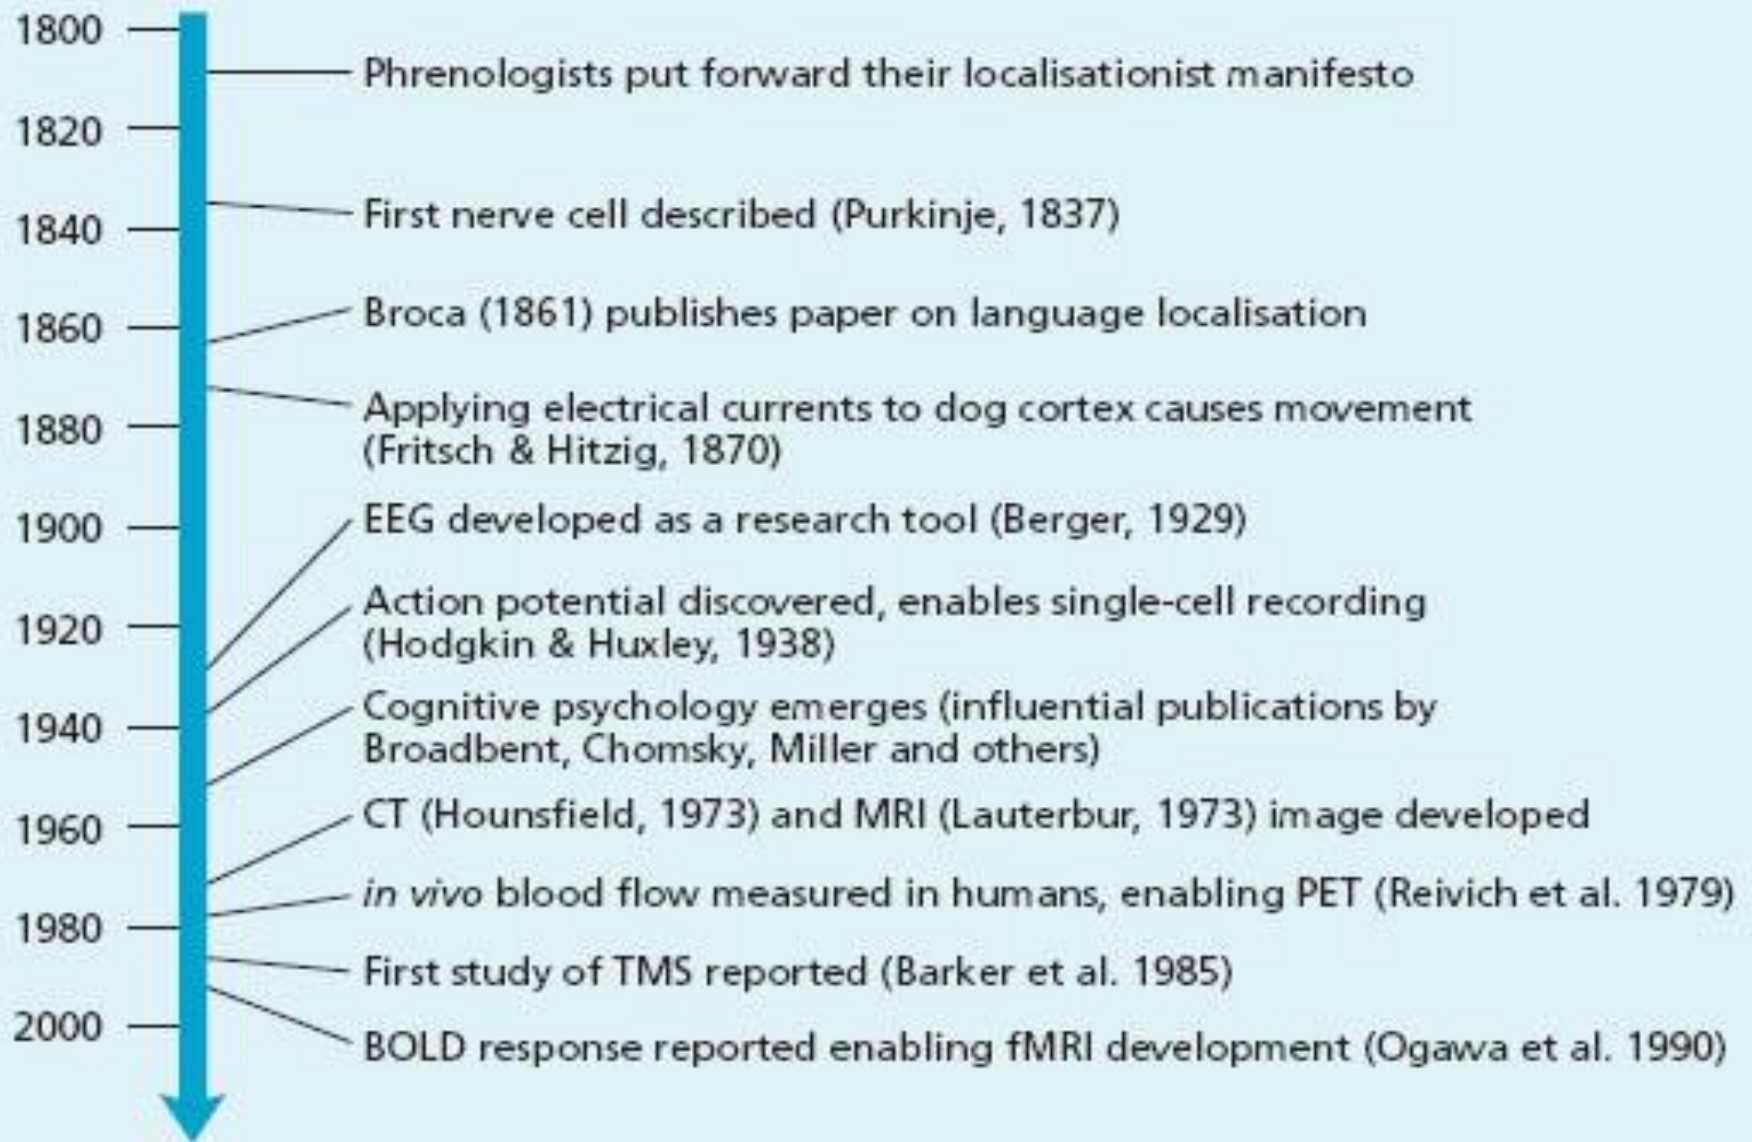 1800
Phrenologists put forward their localisationist manifesto
1820
First nerve cell described (Purkinje, 1837)
1840
Broca (1861) publishes paper on language localisation
1860
Applying electrical currents to dog cortex causes movement
1880
(Fritsch & Hitzig, 1870)
EEG developed as a research tool (Berger, 1929)
1900
Action potential discovered, enables single-cell recording
1920
(Hodgkin & Huxley, 1938)
Cognitive psychology emerges (influential publications by
1940
Broadbent, Chomsky, Miller and others)
CT (Hounsfield, 1973) and MRI (Lauterbur, 1973) image developed
1960
in vivo blood flow measured in humans, enabling PET (Reivich et al. 1979)
1980
First study of TMS reported (Barker et al. 1985)
2000
BOLD response reported enabling fMRI development (Ogawa et al. 1990)